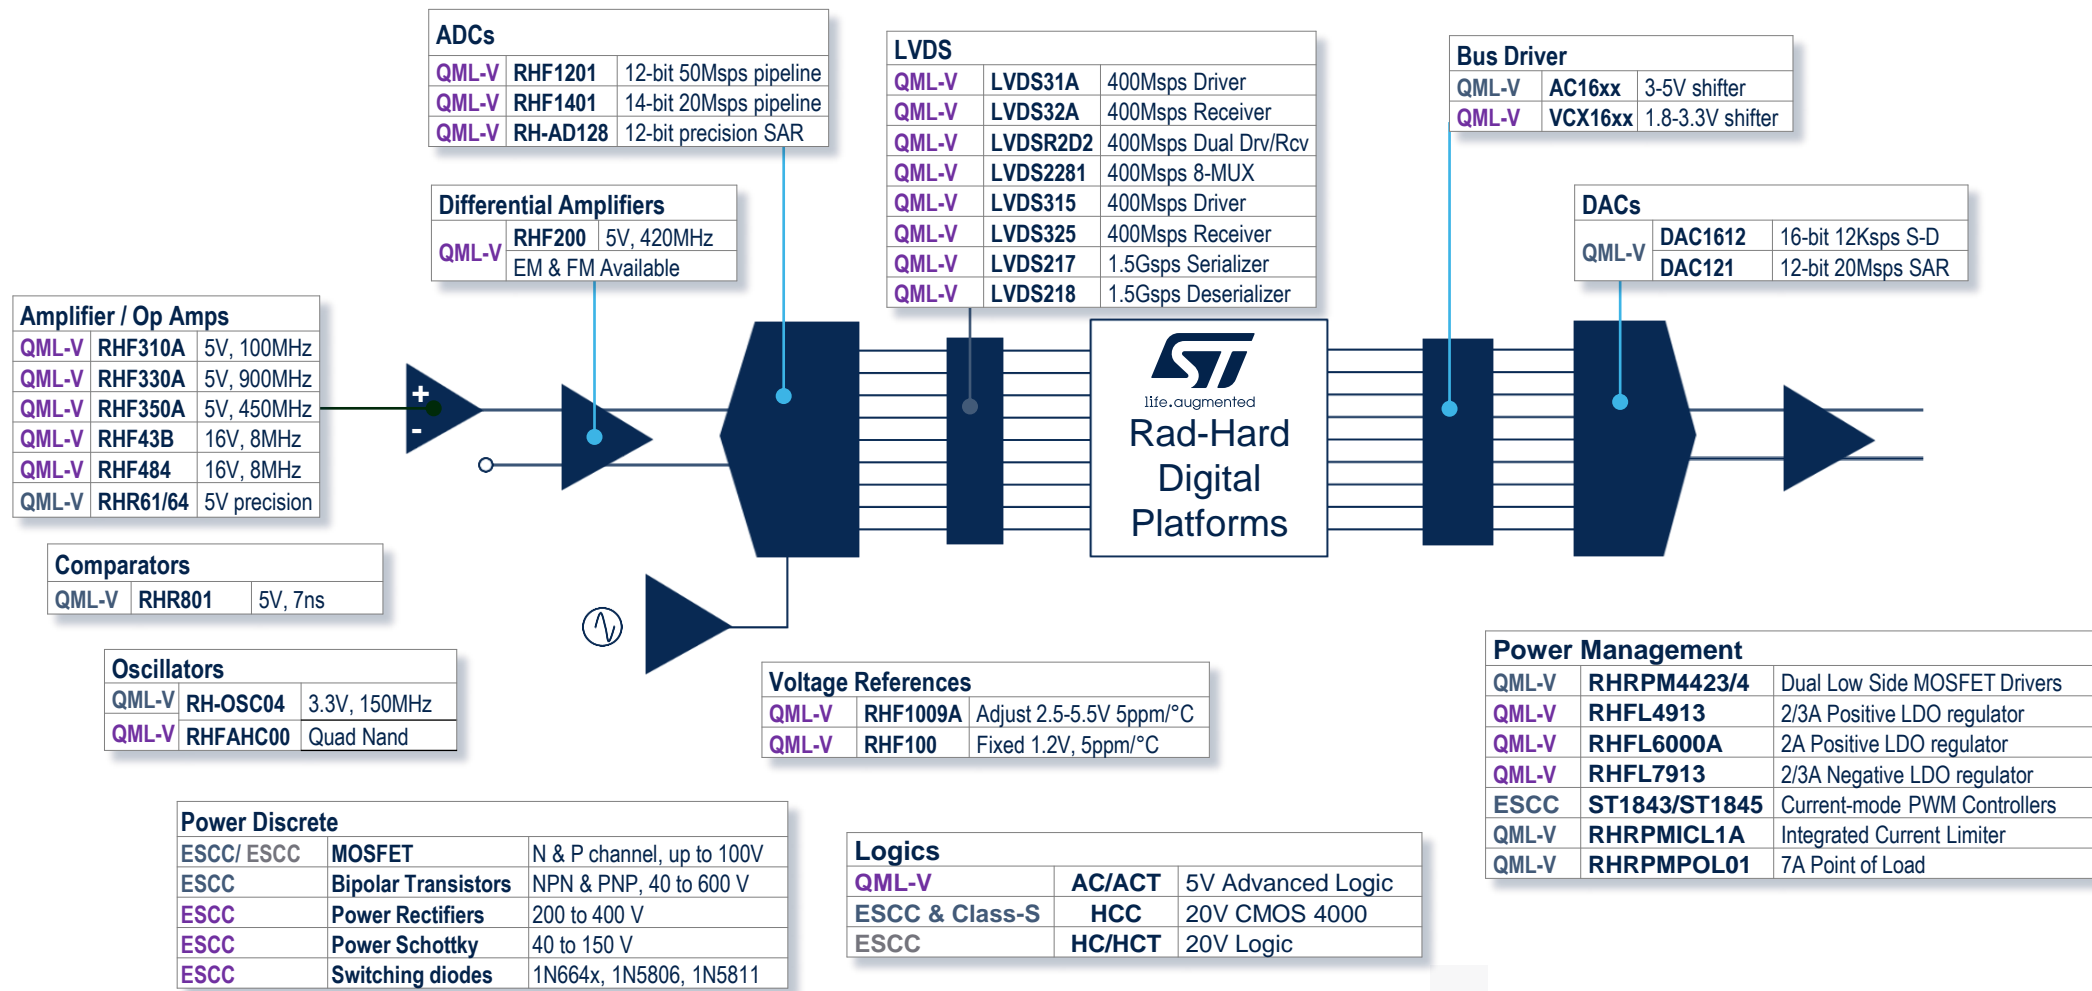 ADCs
QML-V RHF1201 12-bit 50Msps pipeline
QML-V RHF1401 14-bit 20Msps pipeline
QML-V RH-AD128 12-bit precision SAR
LVDS
QML-V LVDS31A 400Msps Driver
QML-V LVDS32A 400Msps Receiver
QML-V LVDSR2D2 400Msps Dual Drv/Rcv
QML-V LVDS2281 400Msps 8-MUX
QML-V LVDS315 400Msps Driver
QML-V LVDS325 400Msps Receiver
QML-V LVDS217 1.5Gsps Serializer
QML-V LVDS218 1.5Gsps Deserializer
Bus Driver
QML-V AC16xx 3-5V shifter
QML-V VCX16xx 1.8-3.3V shifter
Differential Amplifiers
QML-V RHF200 5V, 420MHz
EM & FM Available
DACs
QML-V DAC1612 16-bit 12Ksps S-D
DAC121 12-bit 20Msps SAR
Amplifier / Op Amps
QML-V RHF310A 5V, 100MHz
QML-V RHF330A 5V, 900MHz
QML-V RHF350A 5V, 450MHz
QML-V RHF43B 16V, 8MHz
QML-V RHF484 16V, 8MHz
QML-V RHR61/64 5V precision
+
-
ST
life.augmented
Rad-Hard
Digital
Platforms
Comparators
QML-V RHR801 5V, 7ns
Oscillators
QML-V RH-OSC04 3.3V, 150MHz
QML-V RHFAHC00 Quad Nand
Voltage References
QML-V RHF1009A Adjust 2.5-5.5V 5ppm/°C
QML-V RHF100 Fixed 1.2V, 5ppm/°C
Power Management
QML-V RHRPM4423/4 Dual Low Side MOSFET Drivers
QML-V RHFL4913 2/3A Positive LDO regulator
QML-V RHFL6000A 2A Positive LDO regulator
QML-V RHFL7913 2/3A Negative LDO regulator
ESCC ST1843/ST1845 Current-mode PWM Controllers
QML-V RHRPMICL1A Integrated Current Limiter
QML-V RHRPMPOL01 7A Point of Load
Power Discrete
ESCC/ ESCC MOSFET N & P channel, up to 100V
ESCC Bipolar Transistors NPN & PNP, 40 to 600 V
ESCC Power Rectifiers 200 to 400 V
ESCC Power Schottky 40 to 150 V
ESCC Switching diodes 1N664x, 1N5806, 1N5811
Logics
QML-V AC/ACT 5V Advanced Logic
ESCC & Class-S HCC 20V CMOS 4000
ESCC HC/HCT 20V Logic